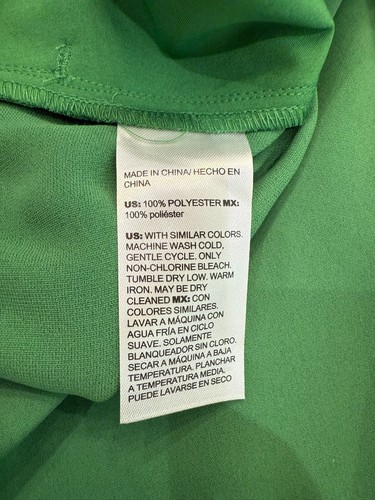 MADE IN CHINA/ HECHO EN
CHINA
US: 100% POLYESTER MX:
100% poliéster
US: WITH SIMILAR COLORS.
MACHINE WASH COLD,
GENTLE CYCLE. ONLY
NON-CHLORINE BLEACH.
TUMBLE DRY LOW. WARM
IRON. MAY BE DRY
CLEANED MX: CON
COLORES SIMILARES.
LAVAR A MÁQUINA CON
AGUA FRÍA EN CICLO
SUAVE. SOLAMENTE
BLANQUEADOR SIN CLORO.
SECAR A MÁQUINA A BAJA
TEMPERATURA. PLANCHAR
A TEMPERATURA MEDIA.
PUEDE LAVARSE EN SECO